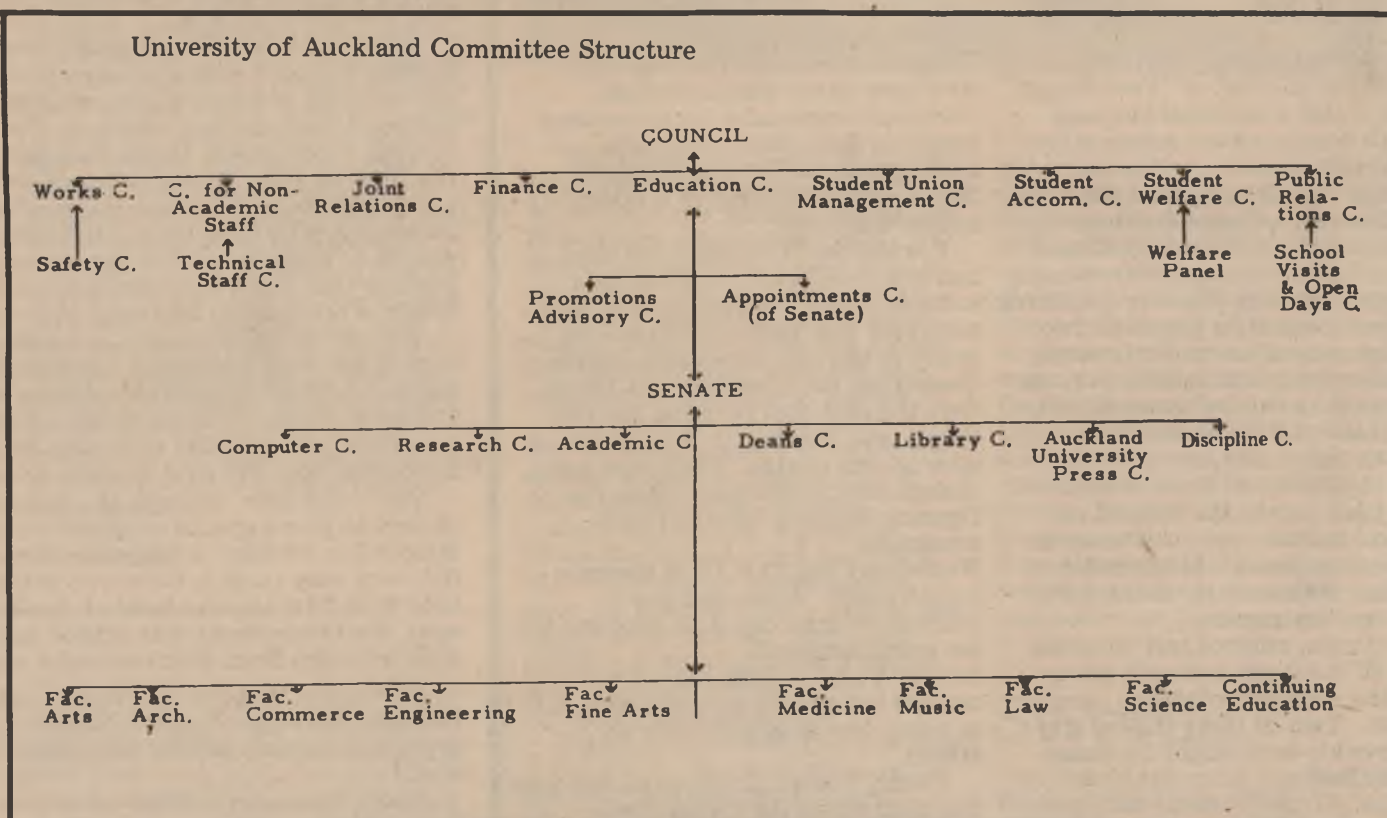 University of Auckland Committee Structure
COUNCIL
Works C.
C. for Non-
Academic
Staff
Joint
Relations C.
Finance C.
Education C.
Student Union
Management C.
Student
Accom. C.
Student
Welfare C.
Public
Rela-
tions C.
Safety C.
Technical
Staff C.
Welfare
Panel
School
Visits
& Open
Days C.
Promotions
Advisory C.
Appointments C.
(of Senate)
SENATE
Computer C.
Research C.
Academic C
Deans C.
Library C.
Auckland
University
Press C.
Discipline C.
Fac.
Arts
Fac.
Arch.
Fac.
Commerce
Fac.
Engineering
Fac.
Fine Arts
Fac.
Medicine
Fac.
Music
Fac.
Law
Fac.
Science
Continuing
Education